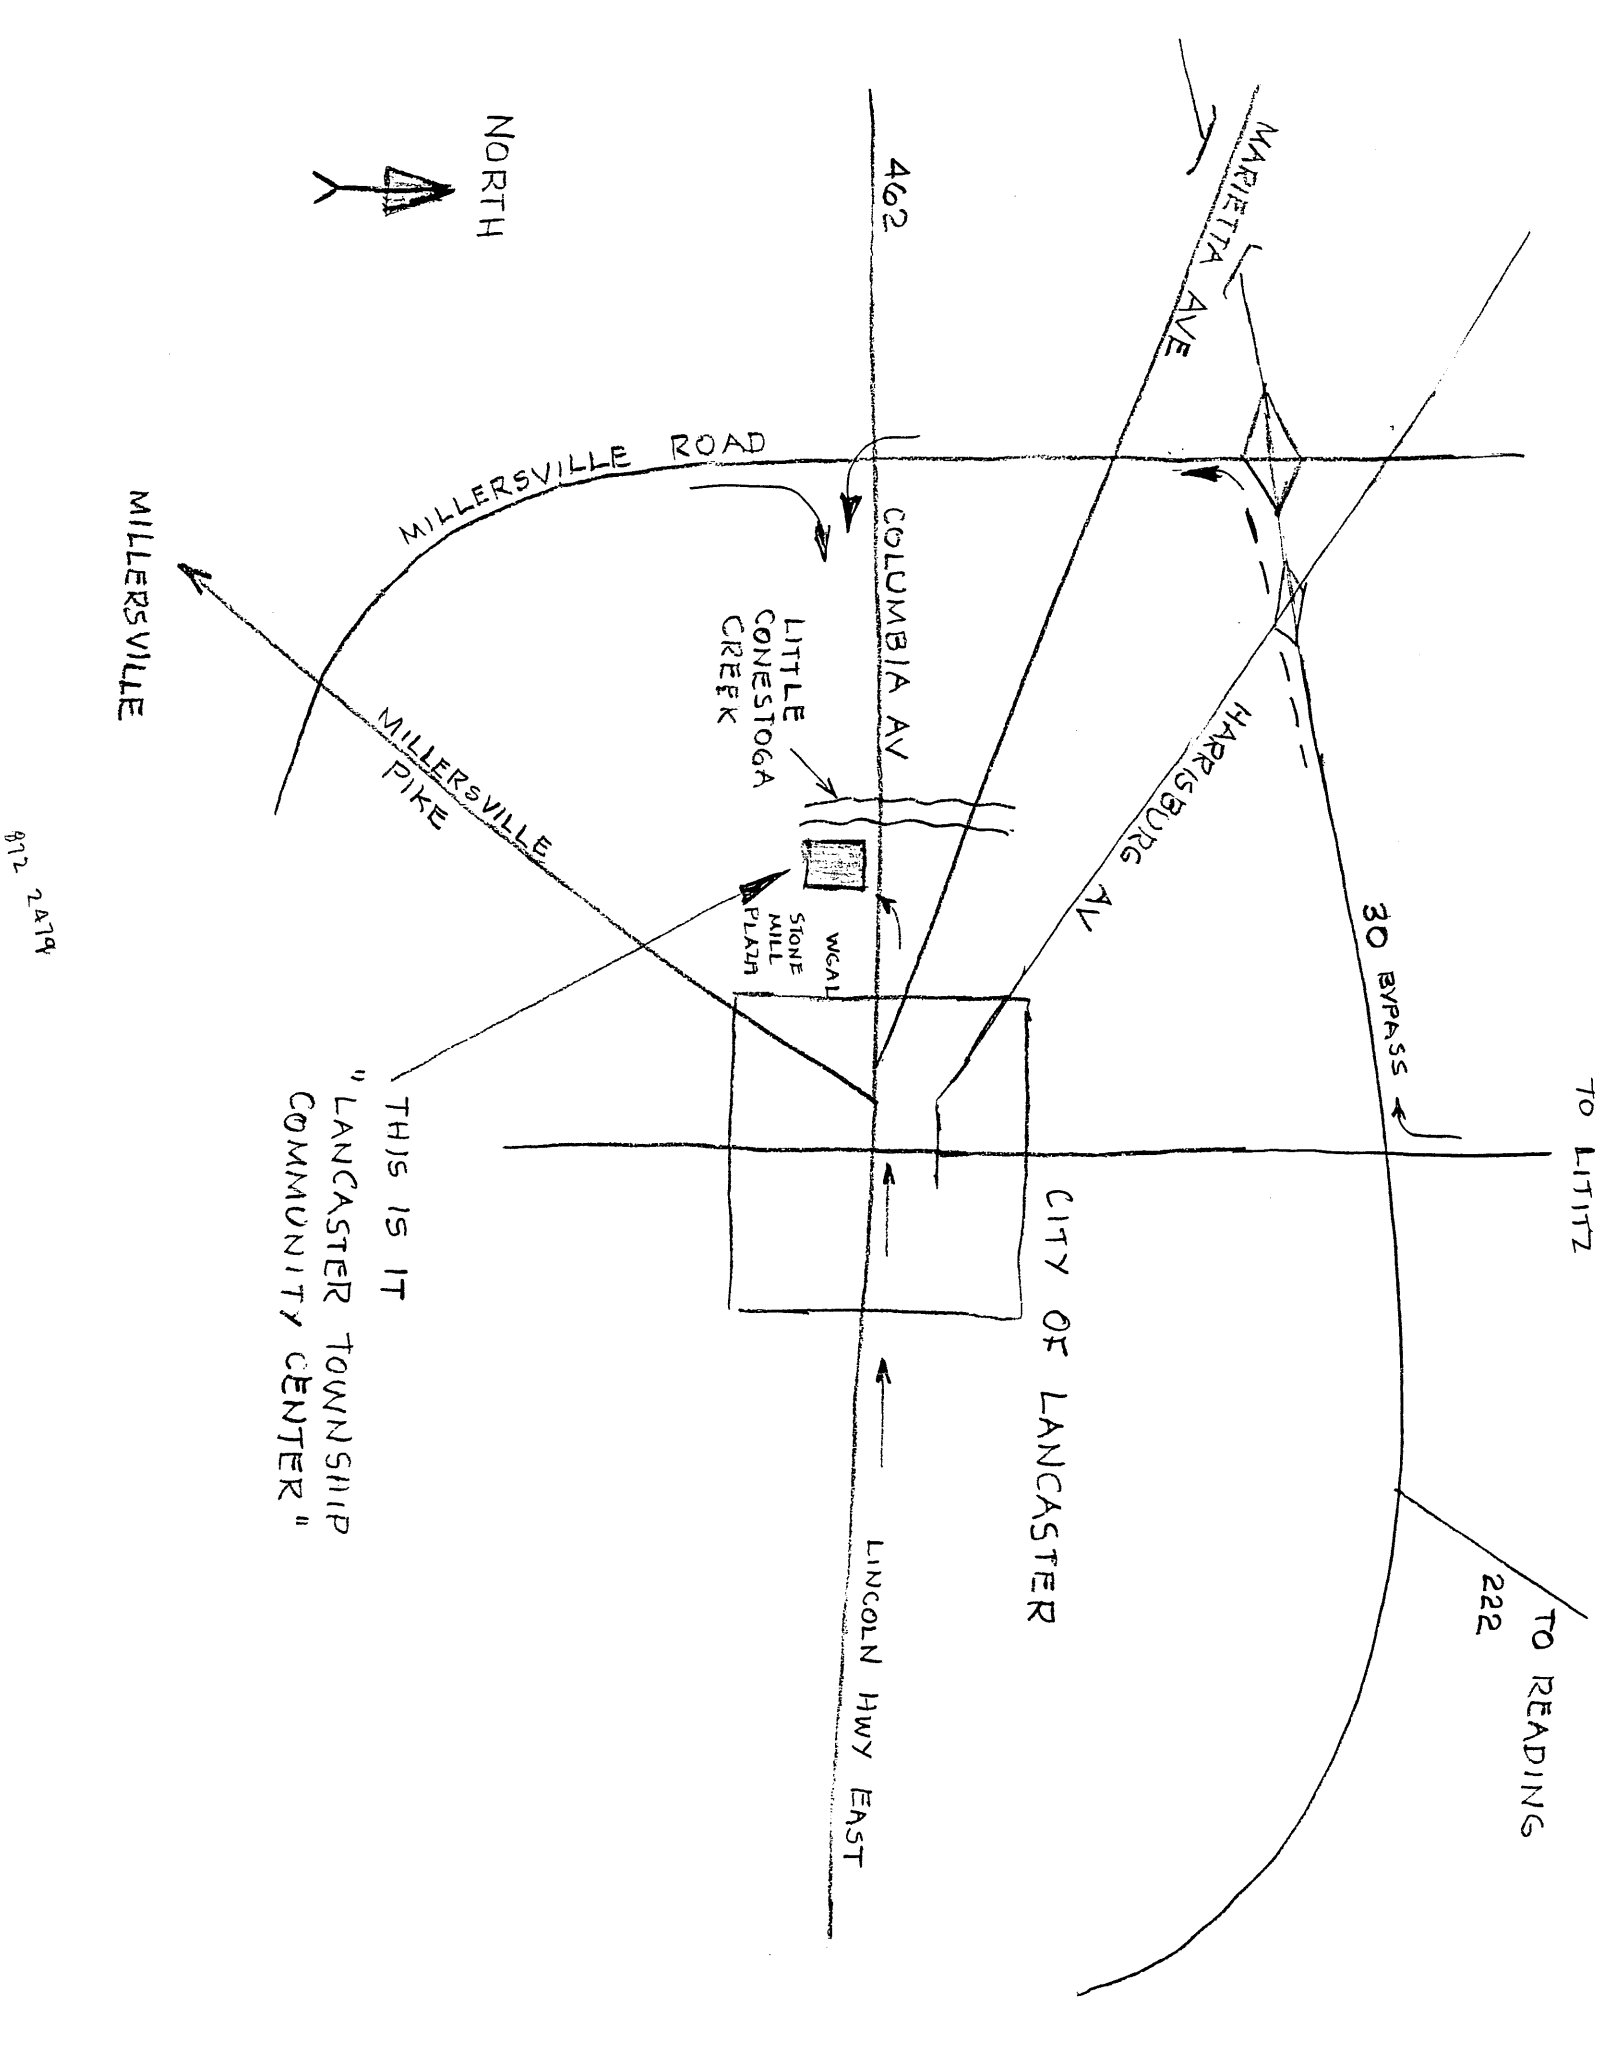 TO LITITZ
TO READING
222
30 BYPASS
MARIETTA AVE
HARRISBURG AV
CITY OF LANCASTER
462
COLUMBIA AV
LINCOLN HWY EAST
WGAL
STONE
MILL
PLAZA
LITTLE
CONESTOGA
CREEK
MILLERSVILLE ROAD
NORTH
MILLERSVILLE
PIKE
THIS IS IT
"LANCASTER TOWNSHIP
COMMUNITY CENTER"
MILLERSVILLE
872 2479